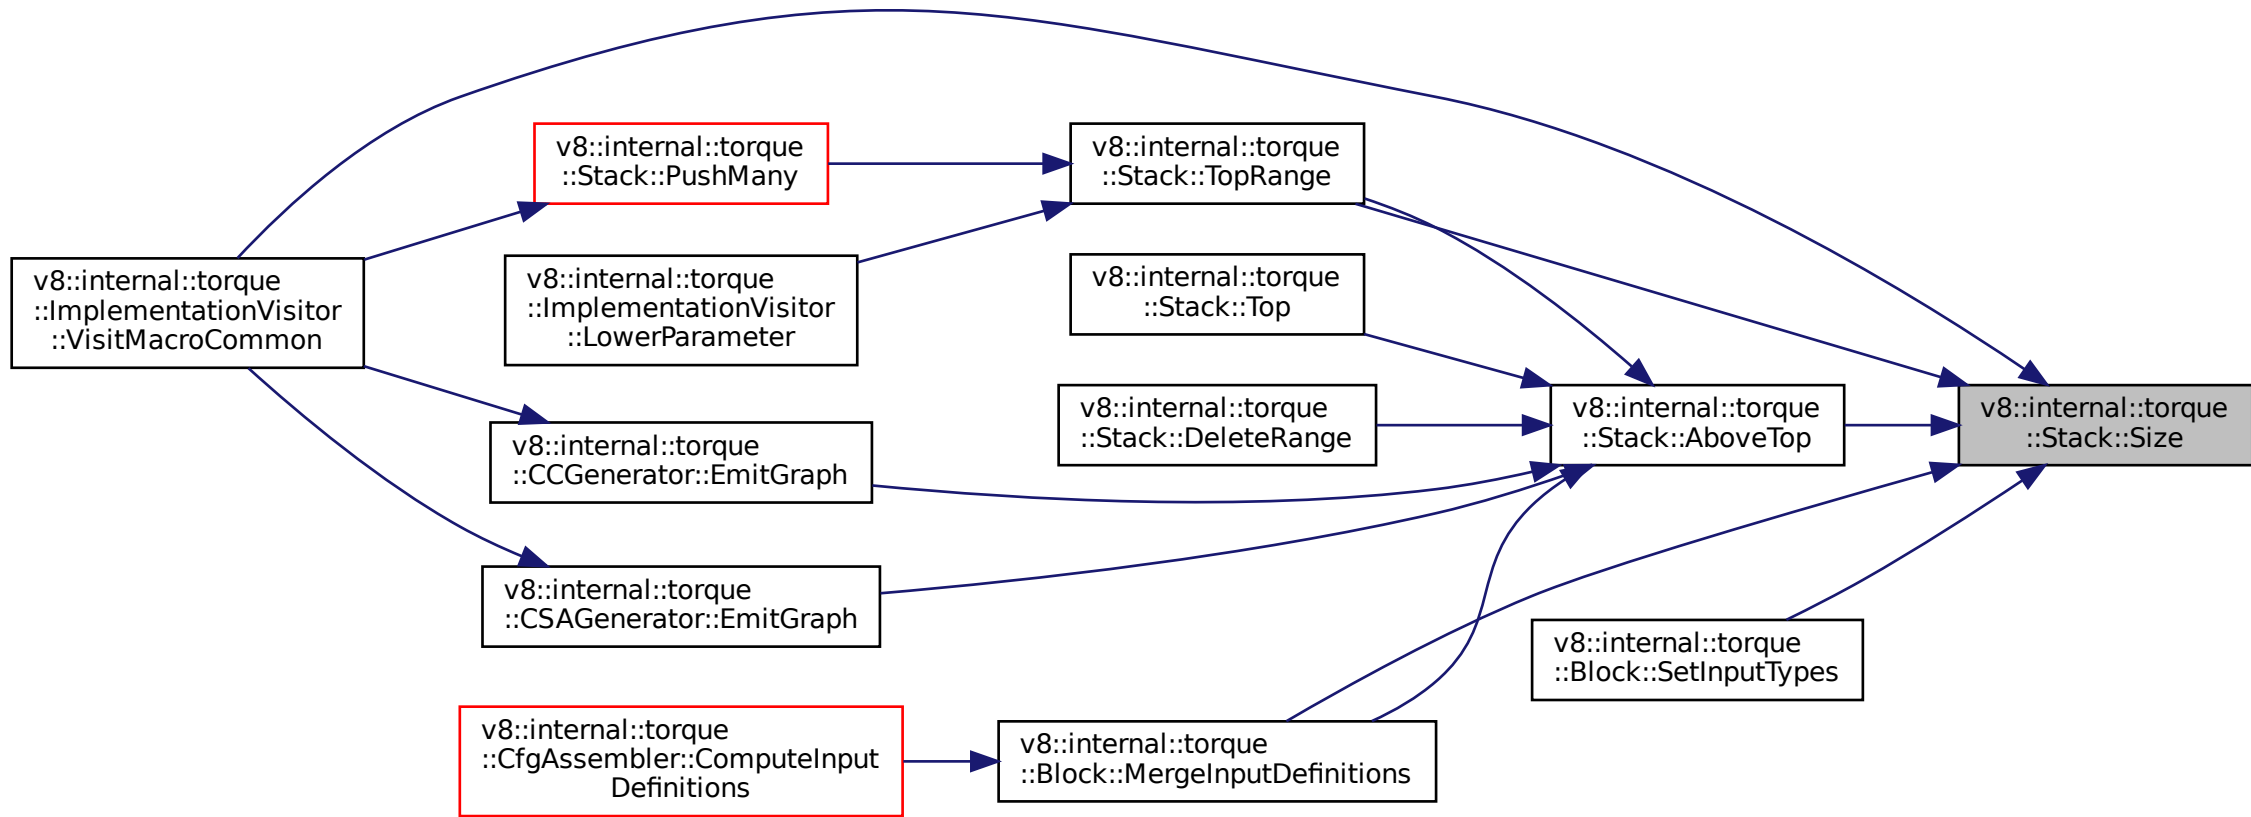 v8::internal::torque
::ImplementationVisitor
::VisitMacroCommon
v8::internal::torque
::Stack::PushMany
v8::internal::torque
::ImplementationVisitor
::LowerParameter
v8::internal::torque
::CCGenerator::EmitGraph
v8::internal::torque
::CSAGenerator::EmitGraph
v8::internal::torque
::CfgAssembler::ComputeInput
Definitions
v8::internal::torque
::Stack::TopRange
v8::internal::torque
::Stack::Top
v8::internal::torque
::Stack::DeleteRange
v8::internal::torque
::Block::MergeInputDefinitions
v8::internal::torque
::Stack::AboveTop
v8::internal::torque
::Block::SetInputTypes
v8::internal::torque
::Stack::Size